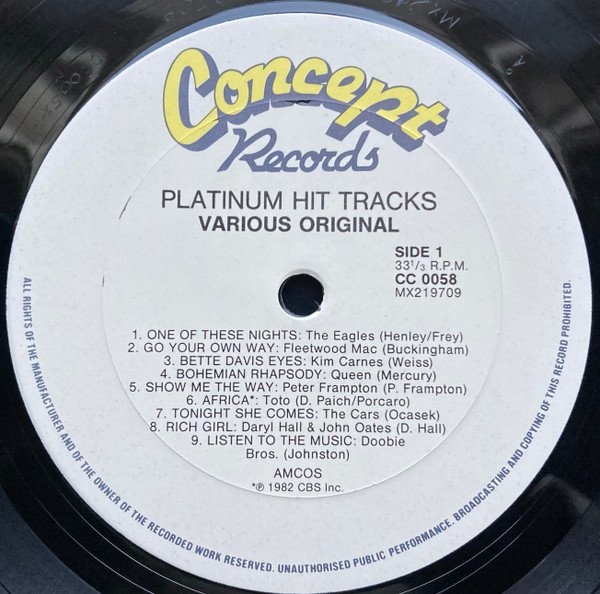 Concept
Records
PLATINUM HIT TRACKS
VARIOUS ORIGINAL
SIDE 1
33 1/3 R.P.M.
CC 0058
MX219709
1. ONE OF THESE NIGHTS: The Eagles (Henley/Frey)
2. GO YOUR OWN WAY: Fleetwood Mac (Buckingham)
3. BETTE DAVIS EYES: Kim Carnes (Weiss)
4. BOHEMIAN RHAPSODY: Queen (Mercury)
5. SHOW ME THE WAY: Peter Frampton (P. Frampton)
6. AFRICA*: Toto (D. Paich/Porcaro)
7. TONIGHT SHE COMES: The Cars (Ocasek)
8. RICH GIRL: Daryl Hall & John Oates (D. Hall)
9. LISTEN TO THE MUSIC: Doobie
Bros. (Johnston)
AMCOS
*℗ 1982 CBS Inc.
ALL RIGHTS OF THE MANUFACTURER AND OF THE OWNER OF THE RECORDED WORK RESERVED. UNAUTHORISED PUBLIC PERFORMANCE. BROADCASTING AND COPYING OF THIS RECORD PROHIBITED.